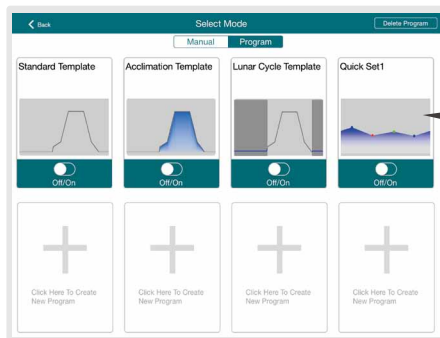 Back
Select Mode
Delete Program
Manual
Program
Standard Template
Acclimation Template
Lunar Cycle Template
Quick Set1
Off/On
Off/On
Off/On
Off/On
Click Here To Create
New Program
Click Here To Create
New Program
Click Here To Create
New Program
Click Here To Create
New Program